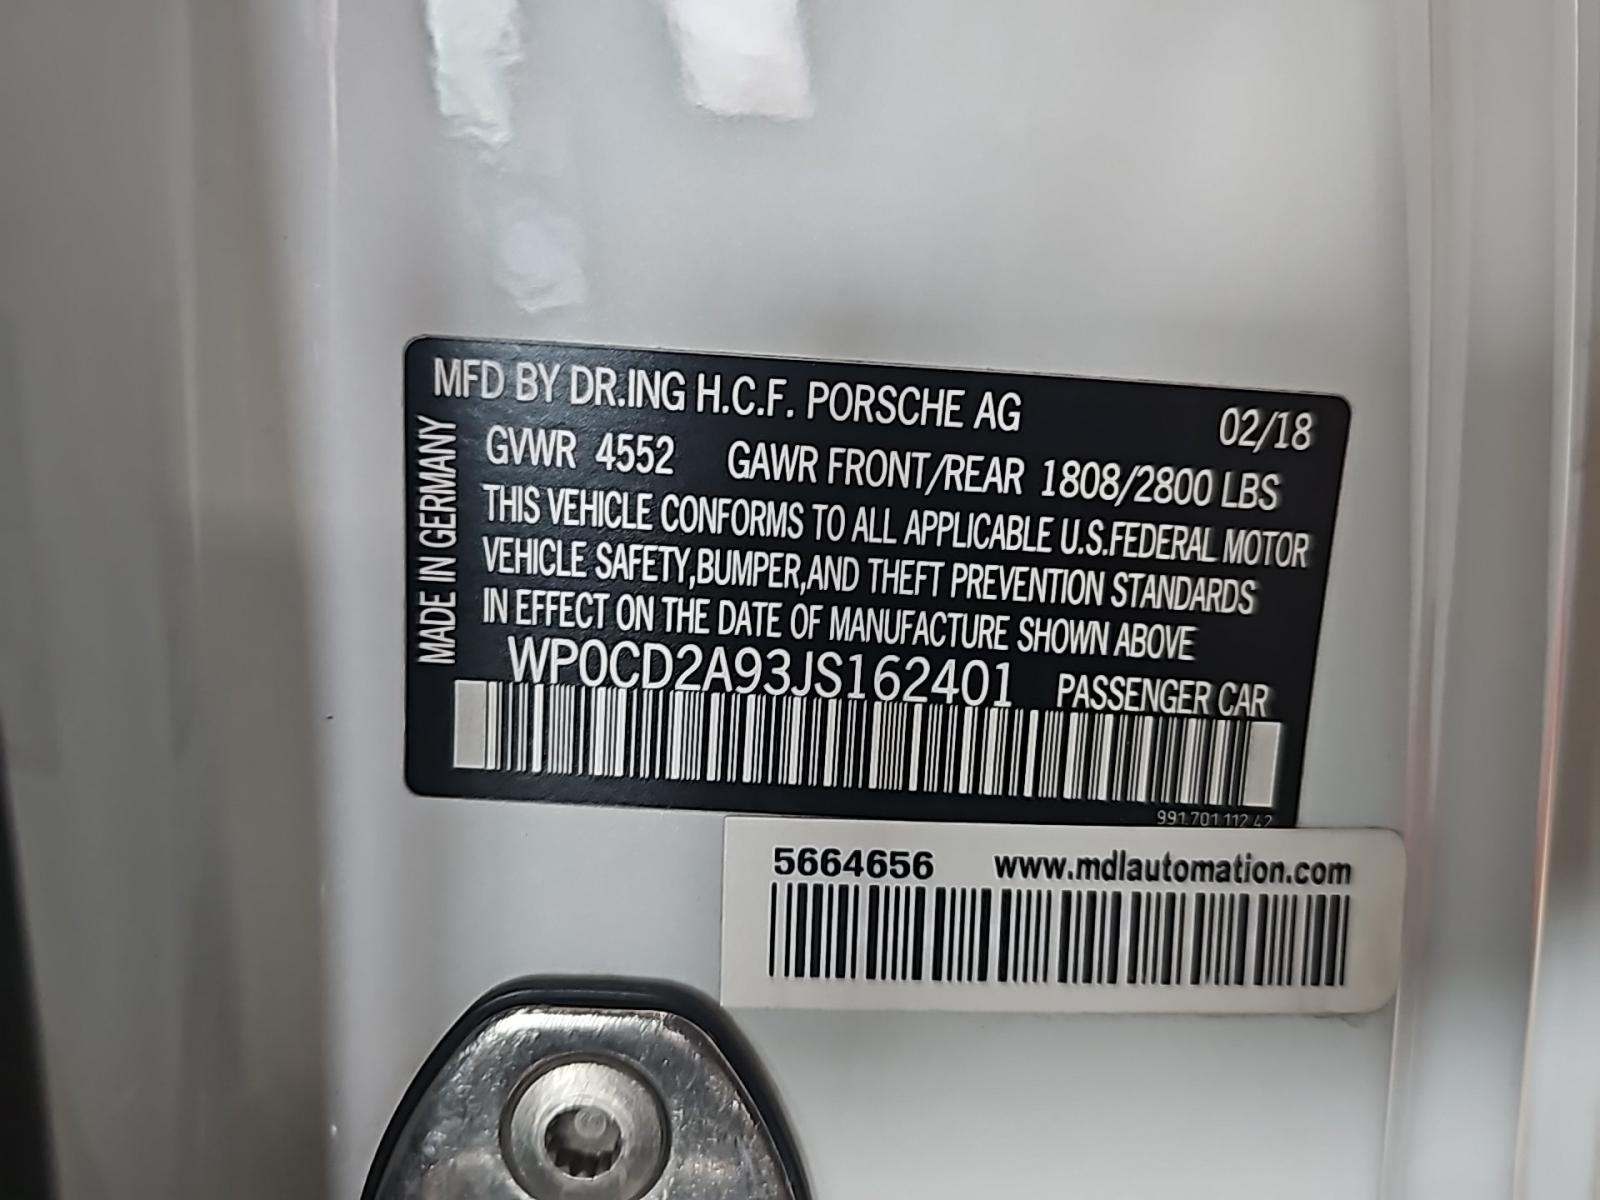 MFD BY DR.ING H.C.F. PORSCHE AG 02/18
GVWR 4552 GAWR FRONT/REAR 1808/2800 LBS
THIS VEHICLE CONFORMS TO ALL APPLICABLE U.S.FEDERAL MOTOR
VEHICLE SAFETY,BUMPER,AND THEFT PREVENTION STANDARDS
IN EFFECT ON THE DATE OF MANUFACTURE SHOWN ABOVE
WP0CD2A93JS162401 PASSENGER CAR
MADE IN GERMANY
991.701.112.42
5664656 www.mdlautomation.com